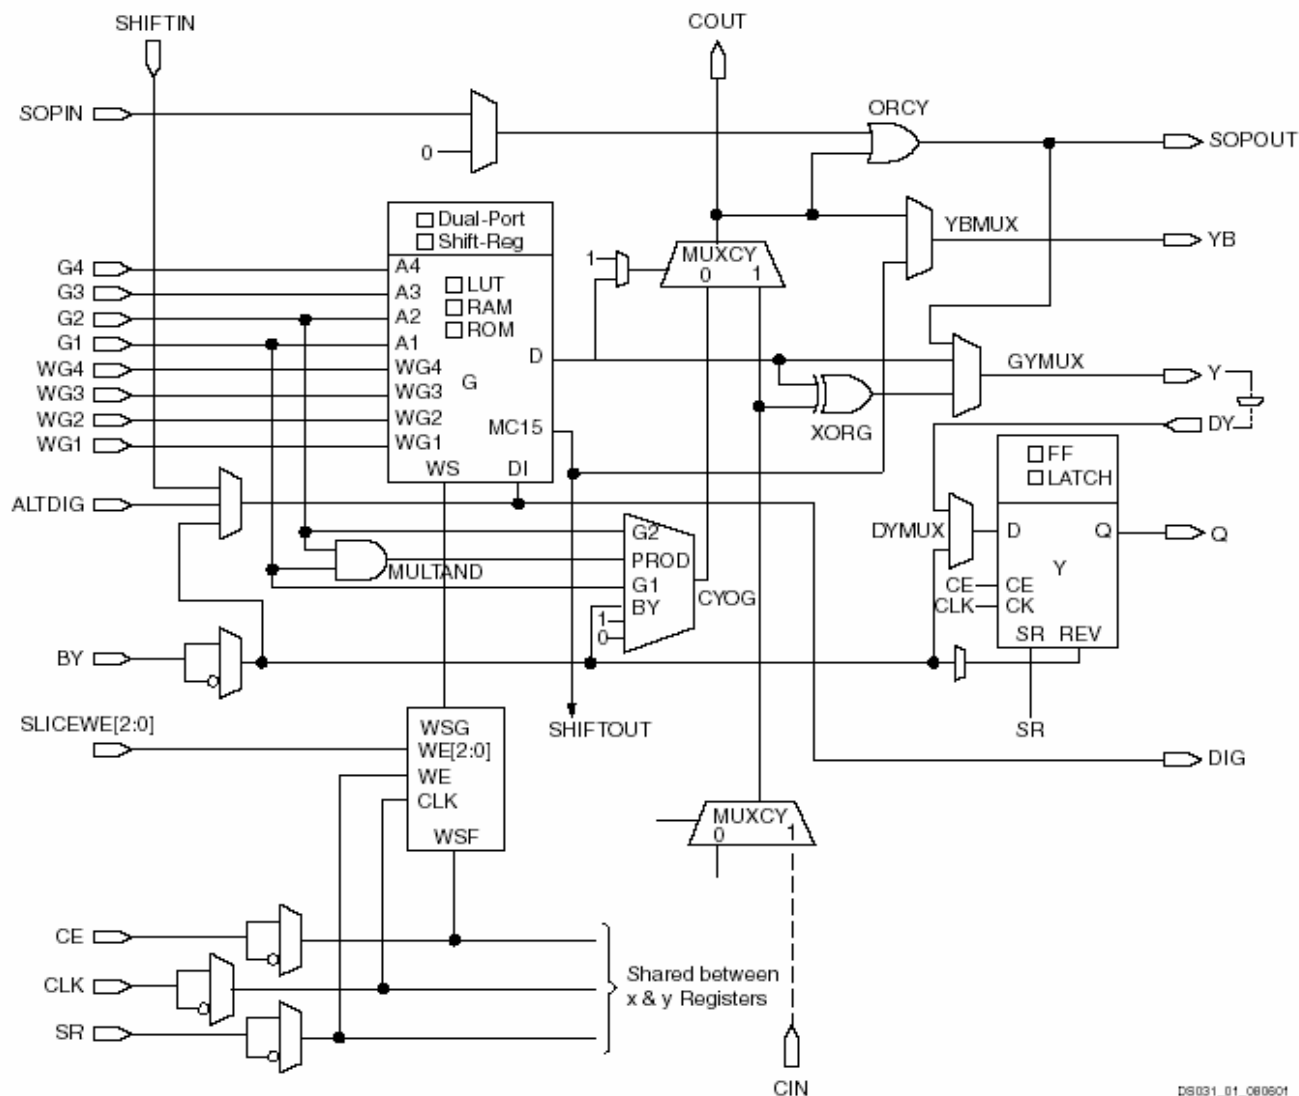 SHIFTIN
COUT
SOPIN
ORCY
SOPOUT
0
Dual-Port
Shift-Reg
YBMUX
YB
G4
A4
LUT
1
MUXCY
0 1
G3
A3
RAM
G2
A2
ROM
G1
A1
D
WG4
WG4
G
GYMUX
Y
WG3
WG3
WG2
WG2
MC15
XORG
DY
WG1
WG1
WS
DI
FF
LATCH
ALTDIG
G2
DYMUX
D
Q
Q
PROD
MULTAND
G1
CYOG
Y
CE
CE
BY
CLK
CK
1
0
SR
REV
BY
SLICEWE[2:0]
WSG
SHIFTOUT
SR
WE[2:0]
DIG
WE
CLK
MUXCY
0 1
WSF
CE
CLK
Shared between
x & y Registers
SR
CIN
DS031_01_080601